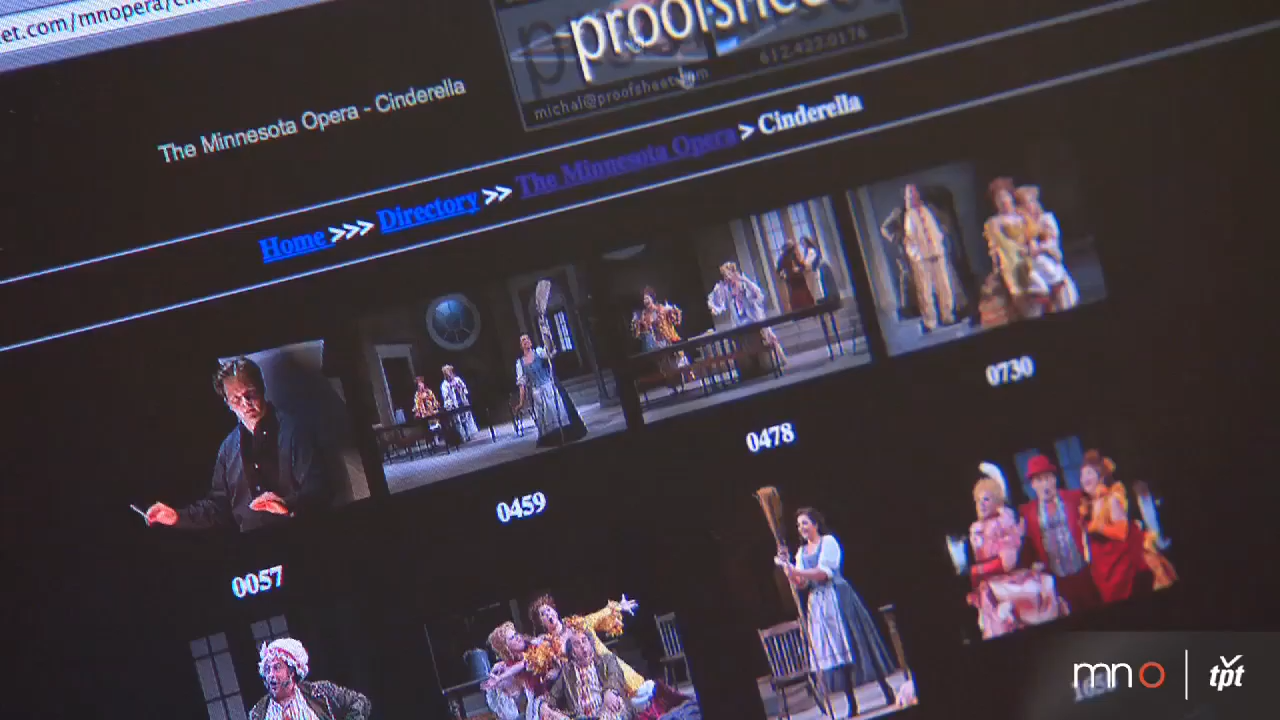 et.com/mnopera/
proofshee
michal@proofsheet.com
612.423.0176
The Minnesota Opera - Cinderella
Home >>> Directory >> The Minnesota Opera > Cinderella
0057
0459
0478
0730
mno | tpt